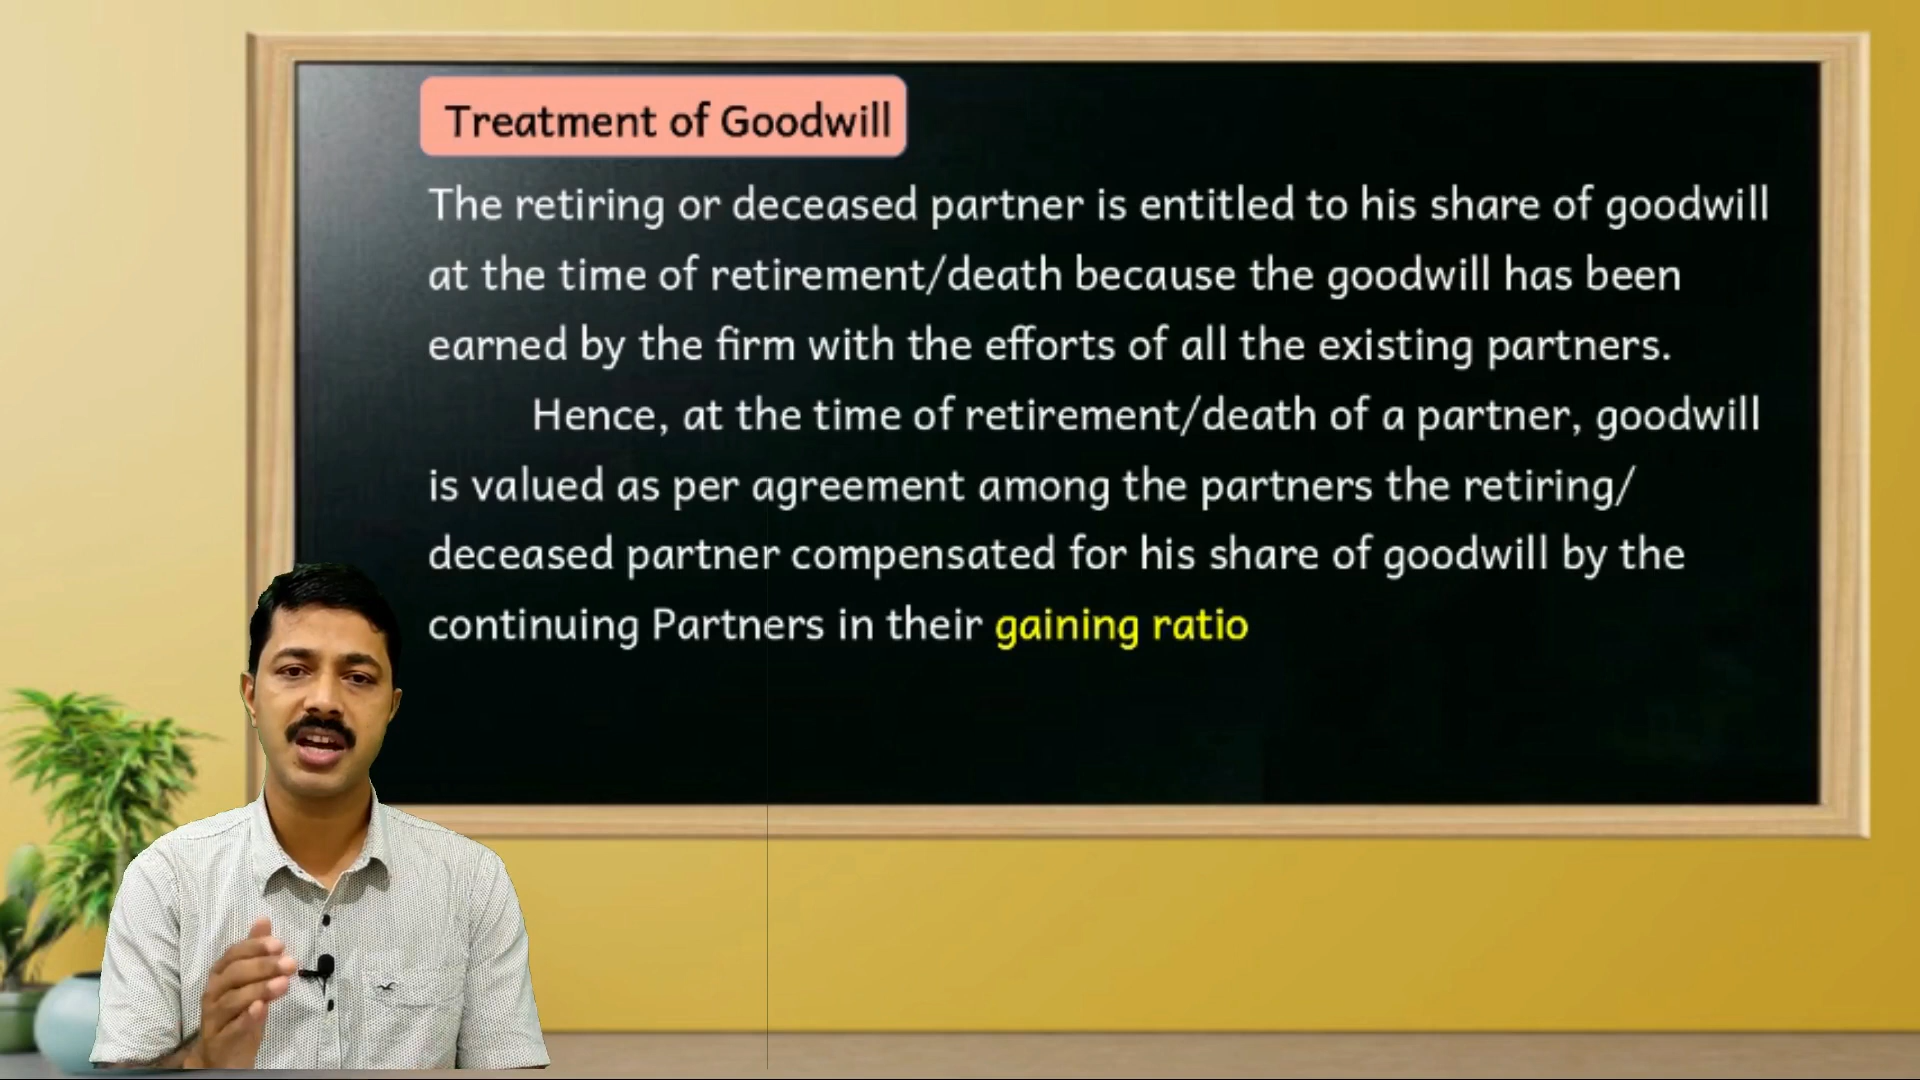 Treatment of Goodwill
The retiring or deceased partner is entitled to his share of goodwill
at the time of retirement/death because the goodwill has been
earned by the firm with the efforts of all the existing partners.
Hence, at the time of retirement/death of a partner, goodwill
is valued as per agreement among the partners the retiring/
deceased partner compensated for his share of goodwill by the
continuing Partners in their gaining ratio